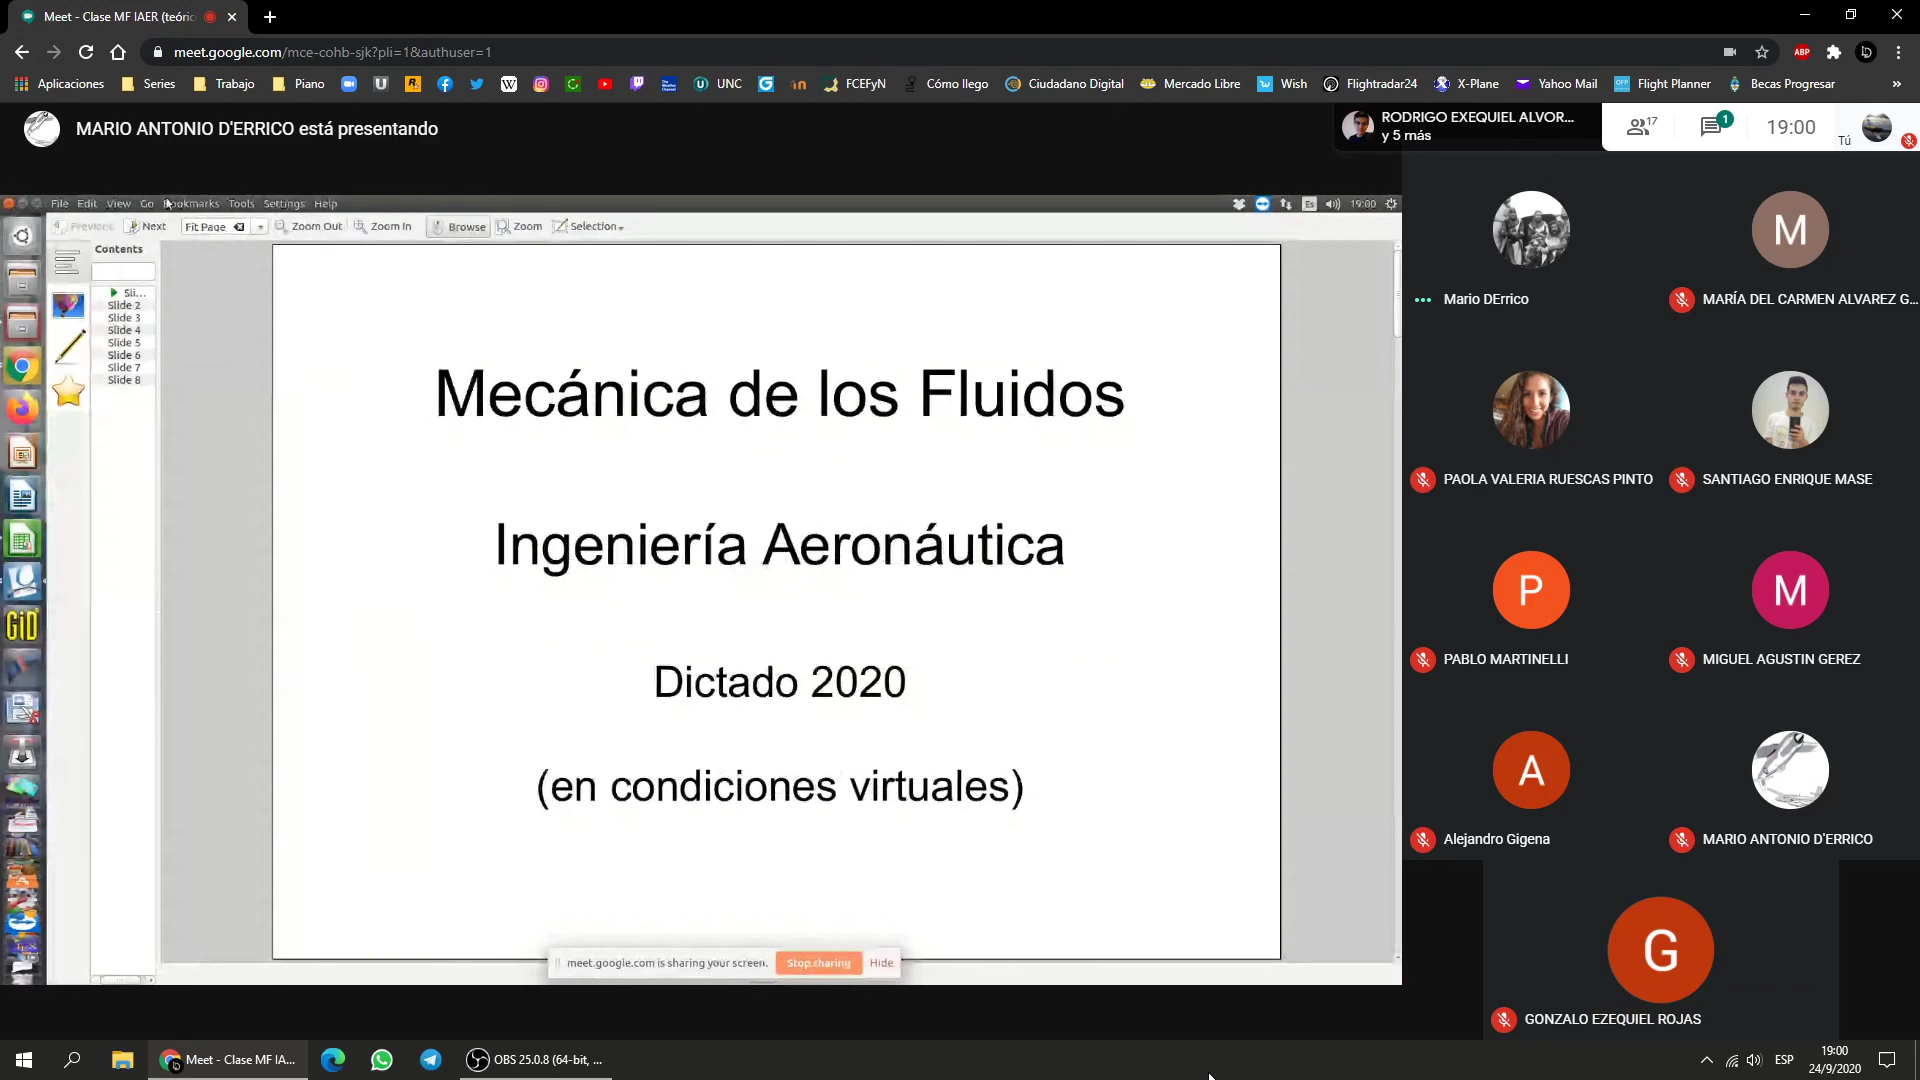 Meet - Clase MF IAER (teóric
meet.google.com/mce-cohb-sjk?pli=1&authuser=1
ABP
Aplicaciones Series Trabajo Piano UNC FCEFyN Cómo llego Ciudadano Digital Mercado Libre Wish Flightradar24 X-Plane Yahoo Mail Flight Planner Becas Progresar »
MARIO ANTONIO D'ERRICO está presentando
RODRIGO EXEQUIEL ALVOR...
y 5 más
17
1
19:00
Tú
File Edit View Go Bookmarks Tools Settings Help
Es 19:00
Previous Next Fit Page Zoom Out Zoom In Browse Zoom Selection
Contents
Sli...
Slide 2
Slide 3
Slide 4
Slide 5
Slide 6
Slide 7
Slide 8
GiD
Mecánica de los Fluidos
Ingeniería Aeronáutica
Dictado 2020
(en condiciones virtuales)
meet.google.com is sharing your screen. Stop sharing Hide
Mario DErrico
M
MARÍA DEL CARMEN ALVAREZ G...
PAOLA VALERIA RUESCAS PINTO
SANTIAGO ENRIQUE MASE
P
PABLO MARTINELLI
M
MIGUEL AGUSTIN GEREZ
A
Alejandro Gigena
MARIO ANTONIO D'ERRICO
G
GONZALO EZEQUIEL ROJAS
Meet - Clase MF IA...
OBS 25.0.8 (64-bit, ...
ESP
19:00
24/9/2020